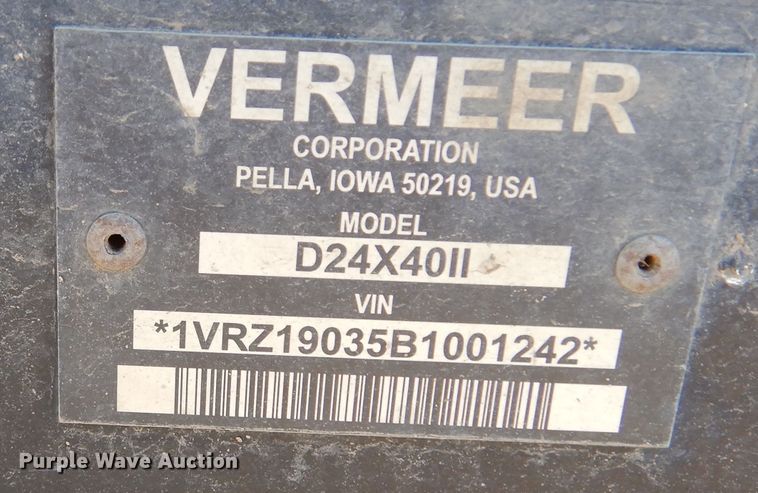 VERMEER
CORPORATION
PELLA, IOWA 50219, USA
MODEL
D24X40II
VIN
*1VRZ19035B1001242*
Purple Wave Auction